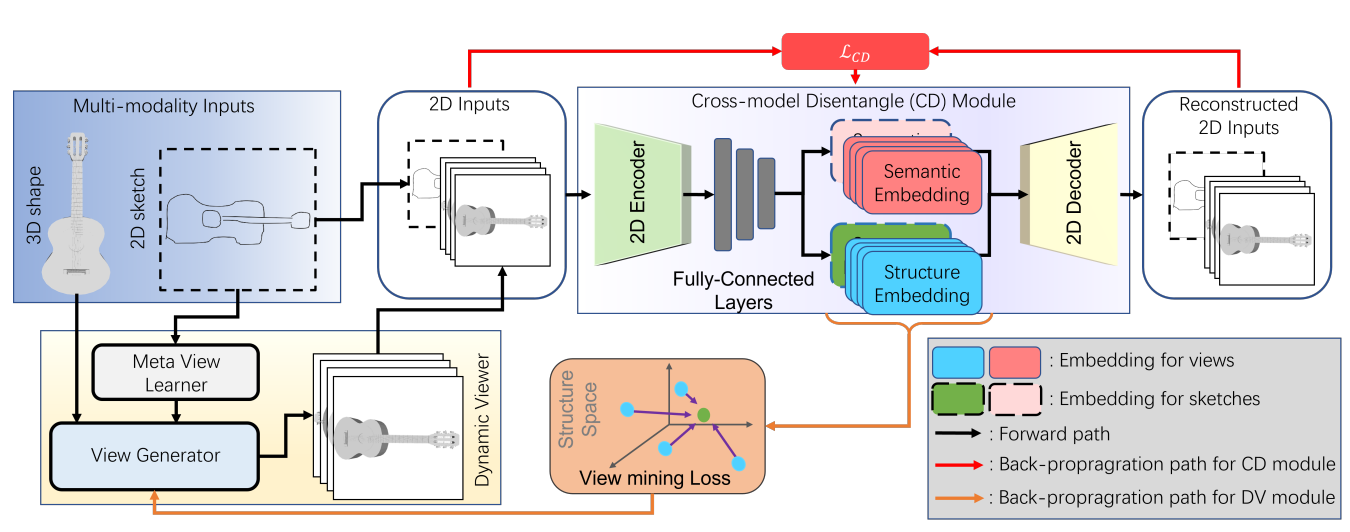 ℒ_CD
Multi-modality Inputs
3D shape
2D sketch
2D Inputs
Cross-model Disentangle (CD) Module
2D Encoder
Fully-Connected
Layers
Semantic
Embedding
Structure
Embedding
2D Decoder
Reconstructed
2D Inputs
Meta View
Learner
View Generator
Dynamic Viewer
Structure
Space
View mining Loss
: Embedding for views
: Embedding for sketches
: Forward path
: Back-propragration path for CD module
: Back-propragration path for DV module